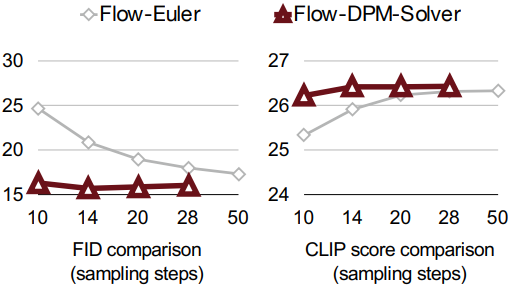 Flow-Euler Flow-DPM-Solver
30
25
20
15
10 14 20 28 50
FID comparison
(sampling steps)
27
26
25
24
10 14 20 28 50
CLIP score comparison
(sampling steps)